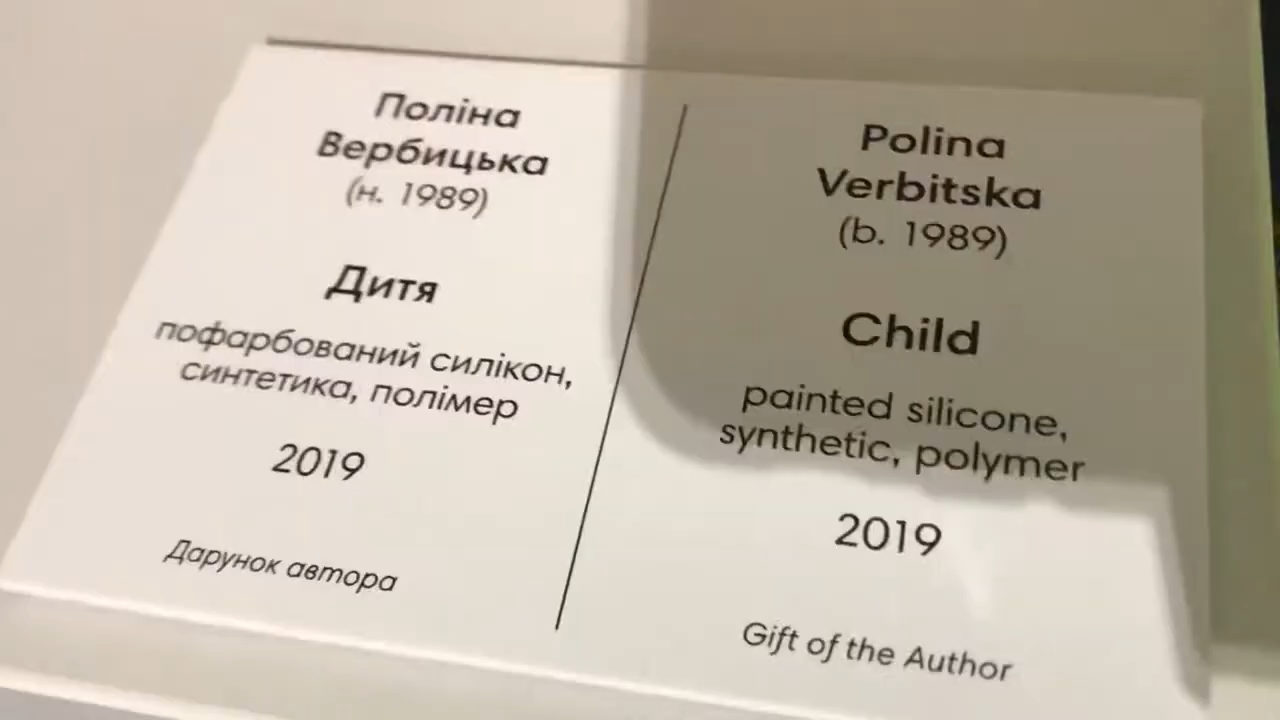 Поліна
Вербицька
(н. 1989)
Дитя
пофарбований силікон,
синтетика, полімер
2019
Дарунок автора
Polina
Verbitska
(b. 1989)
Child
painted silicone,
synthetic, polymer
2019
Gift of the Author